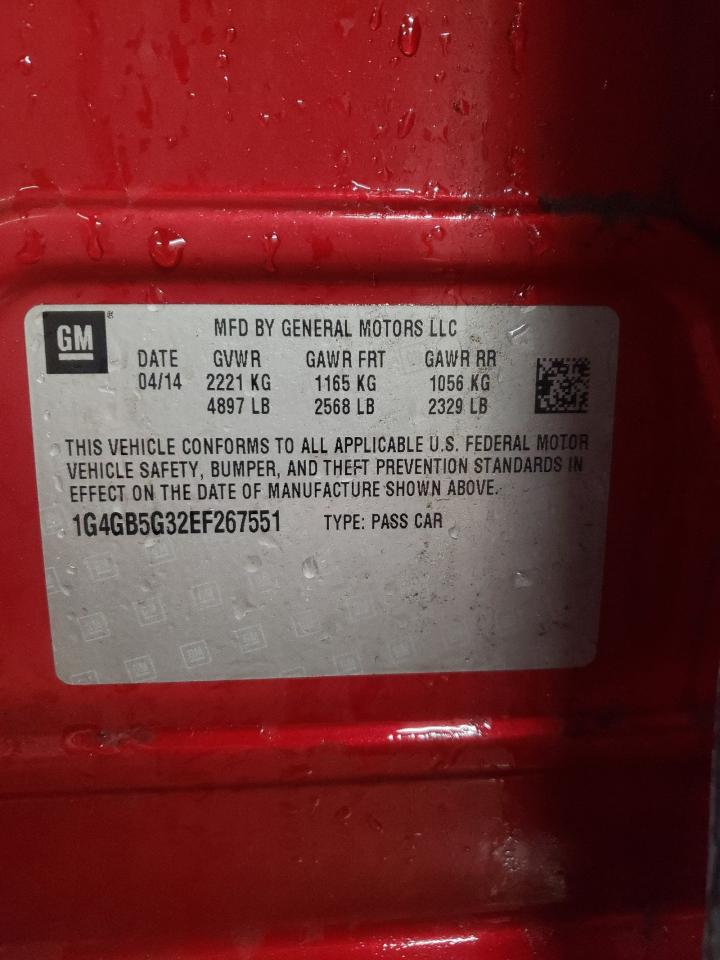 GM®
MFD BY GENERAL MOTORS LLC
DATE GVWR GAWR FRT GAWR RR
04/14 2221 KG 1165 KG 1056 KG
4897 LB 2568 LB 2329 LB
THIS VEHICLE CONFORMS TO ALL APPLICABLE U.S. FEDERAL MOTOR
VEHICLE SAFETY, BUMPER, AND THEFT PREVENTION STANDARDS IN
EFFECT ON THE DATE OF MANUFACTURE SHOWN ABOVE.
1G4GB5G32EF267551 TYPE: PASS CAR